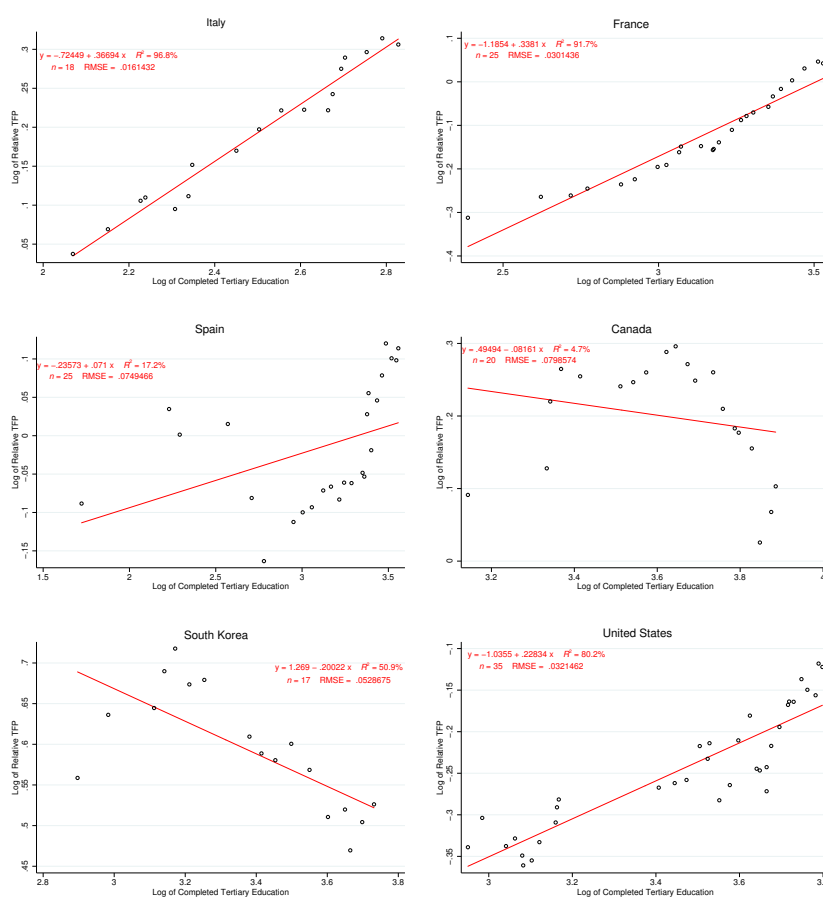 Italy
y = −.72449 + .36694 x R² = 96.8%
n = 18 RMSE = .0161432
Log of Relative TFP
.3
.2
.15
.1
.05
2
2.2
2.4
2.6
2.8
Log of Completed Tertiary Education
France
y = −1.1854 + .3381 x R² = 91.7%
n = 25 RMSE = .0301436
Log of Relative TFP
.1
0
−.1
−.2
−.3
−.4
2.5
3
3.5
Log of Completed Tertiary Education
Spain
y = −.23573 + .071 x R² = 17.2%
n = 25 RMSE = .0749466
Log of Relative TFP
.1
.05
0
−.05
−.1
−.15
1.5
2
2.5
3
3.5
Log of Completed Tertiary Education
Canada
y = .49494 − .08161 x R² = 4.7%
n = 20 RMSE = .0798574
Log of Relative TFP
.3
.2
.1
0
3.2
3.4
3.6
3.8
4
Log of Completed Tertiary Education
South Korea
y = 1.269 − .20022 x R² = 50.9%
n = 17 RMSE = .0528675
Log of Relative TFP
.7
.65
.6
.55
.5
.45
2.8
3
3.2
3.4
3.6
3.8
Log of Completed Tertiary Education
United States
y = −1.0355 + .22834 x R² = 80.2%
n = 35 RMSE = .0321462
Log of Relative TFP
−.1
−.15
−.2
−.25
−.3
−.35
3
3.2
3.4
3.6
Log of Completed Tertiary Education